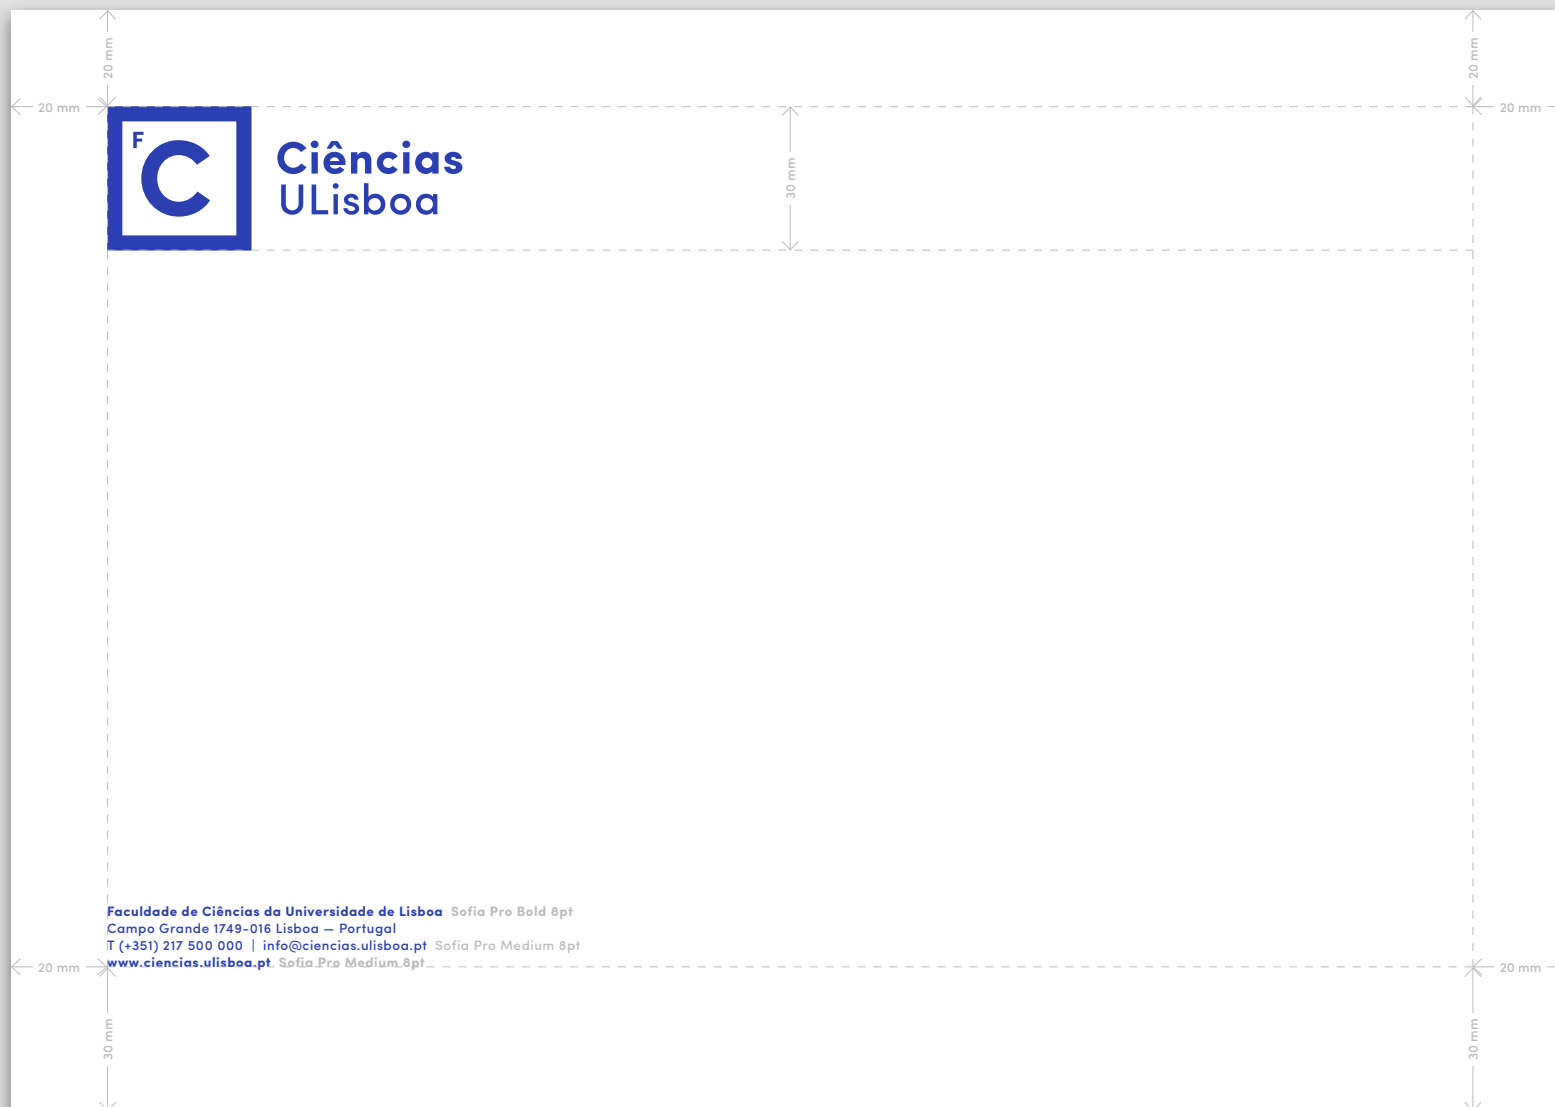 20 mm
20 mm
20 mm
20 mm
F
C
Ciências
ULisboa
30 mm
Faculdade de Ciências da Universidade de Lisboa Sofia Pro Bold 8pt
Campo Grande 1749-016 Lisboa — Portugal
T (+351) 217 500 000 | info@ciencias.ulisboa.pt Sofia Pro Medium 8pt
www.ciencias.ulisboa.pt Sofia Pro Medium 8pt
20 mm
20 mm
30 mm
30 mm